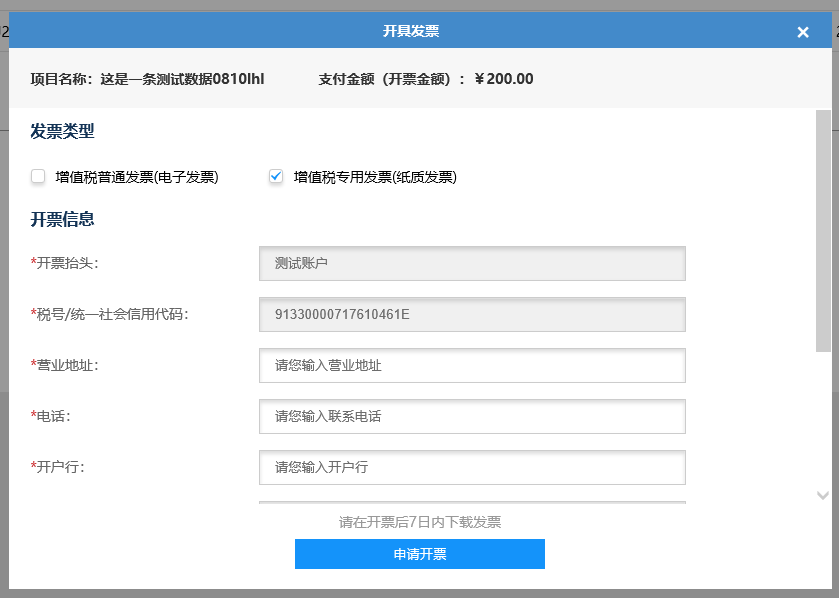 开具发票
项目名称：这是一条测试数据0810lhl 支付金额（开票金额）：￥200.00
发票类型
增值税普通发票(电子发票) 增值税专用发票(纸质发票)
开票信息
*开票抬头： 测试账户
*税号/统一社会信用代码： 91330000717610461E
*营业地址： 请您输入营业地址
*电话： 请您输入联系电话
*开户行： 请您输入开户行
请在开票后7日内下载发票
申请开票